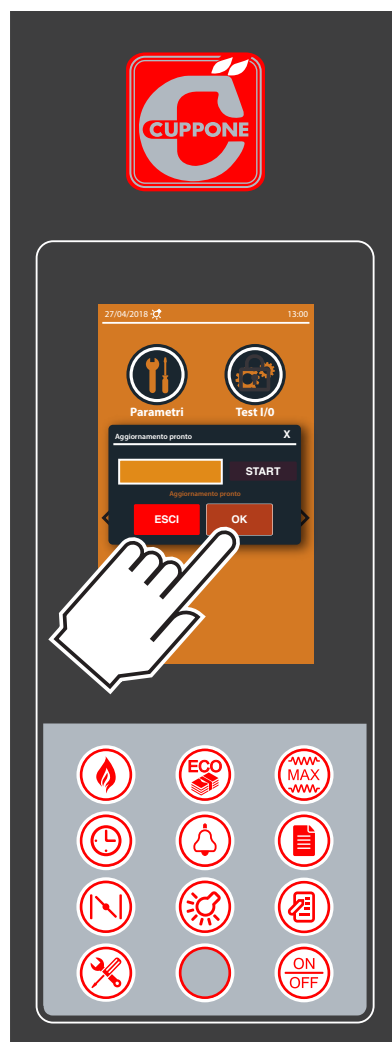 CUPPONE
27/04/2018 13:00
Parametri Test I/0
Aggiornamento pronto X
START
Aggiornamento pronto
ESCI OK
ECO
MAX
ON
OFF